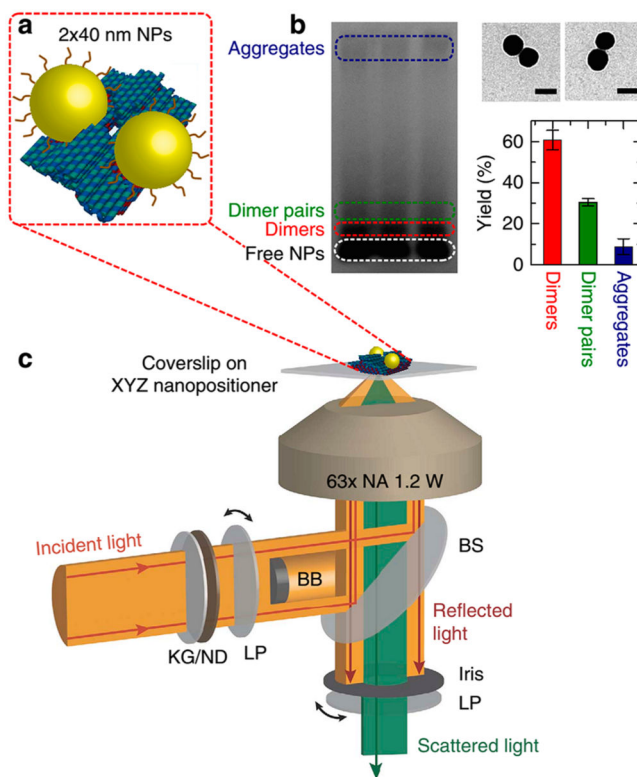 a
2x40 nm NPs
b
Aggregates
Dimer pairs
Dimers
Free NPs
Yield (%)
60
40
20
0
Dimers
Dimer pairs
Aggregates
c
Coverslip on
XYZ nanopositioner
63x NA 1.2 W
Incident light
BB
BS
KG/ND
LP
Reflected
light
Iris
LP
Scattered light